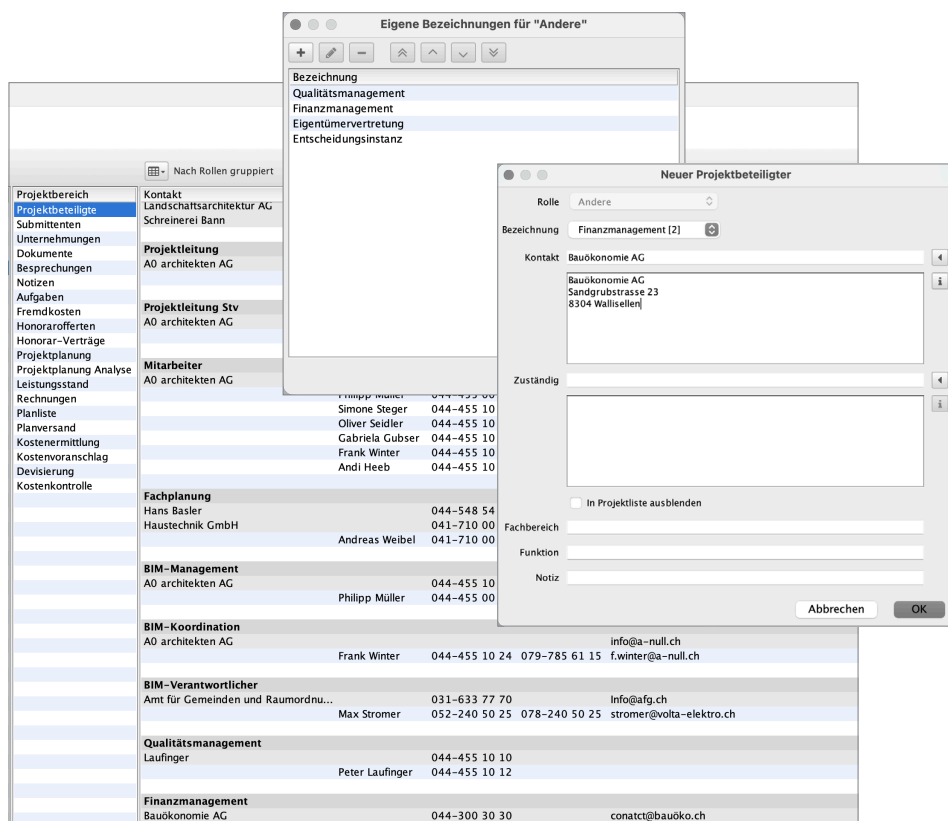 Eigene Bezeichnungen für "Andere"
Bezeichnung
Qualitätsmanagement
Finanzmanagement
Eigentümervertretung
Entscheidungsinstanz
Neuer Projektbeteiligter
Rolle Andere
Bezeichnung Finanzmanagement [2]
Kontakt Bauökonomie AG
Bauökonomie AG
Sandgrubstrasse 23
8304 Wallisellen
Zuständig
In Projektliste ausblenden
Fachbereich
Funktion
Notiz
Abbrechen OK
Nach Rollen gruppiert
Projektbereich
Projektbeteiligte
Submittenten
Unternehmungen
Dokumente
Besprechungen
Notizen
Aufgaben
Fremdkosten
Honorarofferten
Honorar-Verträge
Projektplanung
Projektplanung Analyse
Leistungsstand
Rechnungen
Planliste
Planversand
Kostenermittlung
Kostenvoranschlag
Devisierung
Kostenkontrolle
Kontakt
Landschaftsarchitektur AG
Schreinerei Bann
Projektleitung
A0 architekten AG
Projektleitung Stv
A0 architekten AG
Mitarbeiter
A0 architekten AG
Philipp Müller 044-455 00
Simone Steger 044-455 10
Oliver Seidler 044-455 10
Gabriela Gubser 044-455 10
Frank Winter 044-455 10
Andi Heeb 044-455 10
Fachplanung
Hans Basler 044-548 54
Haustechnik GmbH 041-710 00
Andreas Weibel 041-710 00
BIM-Management
A0 architekten AG 044-455 10
Philipp Müller 044-455 00
BIM-Koordination
A0 architekten AG info@a-null.ch
Frank Winter 044-455 10 24 079-785 61 15 f.winter@a-null.ch
BIM-Verantwortlicher
Amt für Gemeinden und Raumordnu... 031-633 77 70 Info@afg.ch
Max Stromer 052-240 50 25 078-240 50 25 stromer@volta-elektro.ch
Qualitätsmanagement
Laufinger 044-455 10 10
Peter Laufinger 044-455 10 12
Finanzmanagement
Bauökonomie AG 044-300 30 30 conatct@bauöko.ch